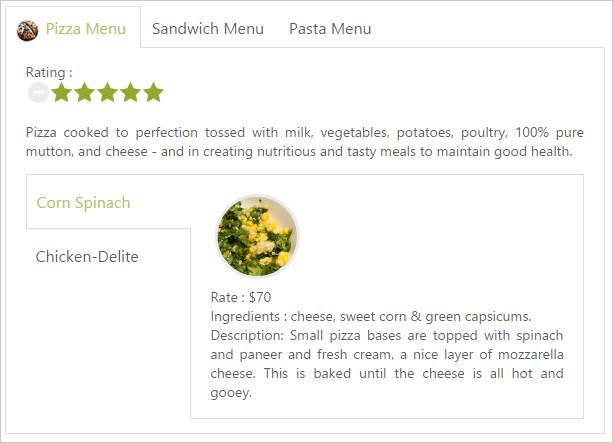 Pizza Menu Sandwich Menu Pasta Menu
Rating :
Pizza cooked to perfection tossed with milk, vegetables, potatoes, poultry, 100% pure
mutton, and cheese - and in creating nutritious and tasty meals to maintain good health.
Corn Spinach
Chicken-Delite
Rate : $70
Ingredients : cheese, sweet corn & green capsicums.
Description: Small pizza bases are topped with spinach
and paneer and fresh cream, a nice layer of mozzarella
cheese. This is baked until the cheese is all hot and
gooey.